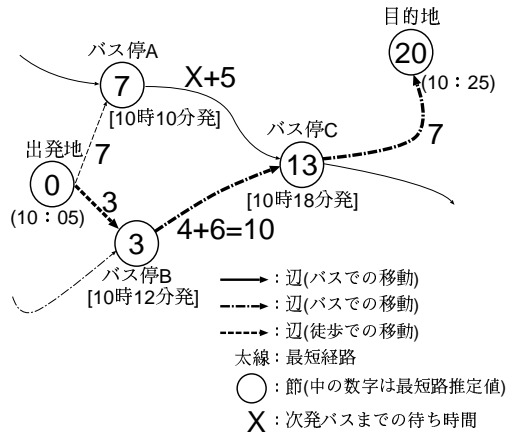 目的地
20
(10：25)
バス停A
7
X+5
[10時10分発]
バス停C
13
7
[10時18分発]
出発地
7
0
3
(10：05)
4+6=10
3
バス停B
[10時12分発]
：辺(バスでの移動)
：辺(バスでの移動)
：辺(徒歩での移動)
太線：最短経路
：節(中の数字は最短路推定値)
X：次発バスまでの待ち時間